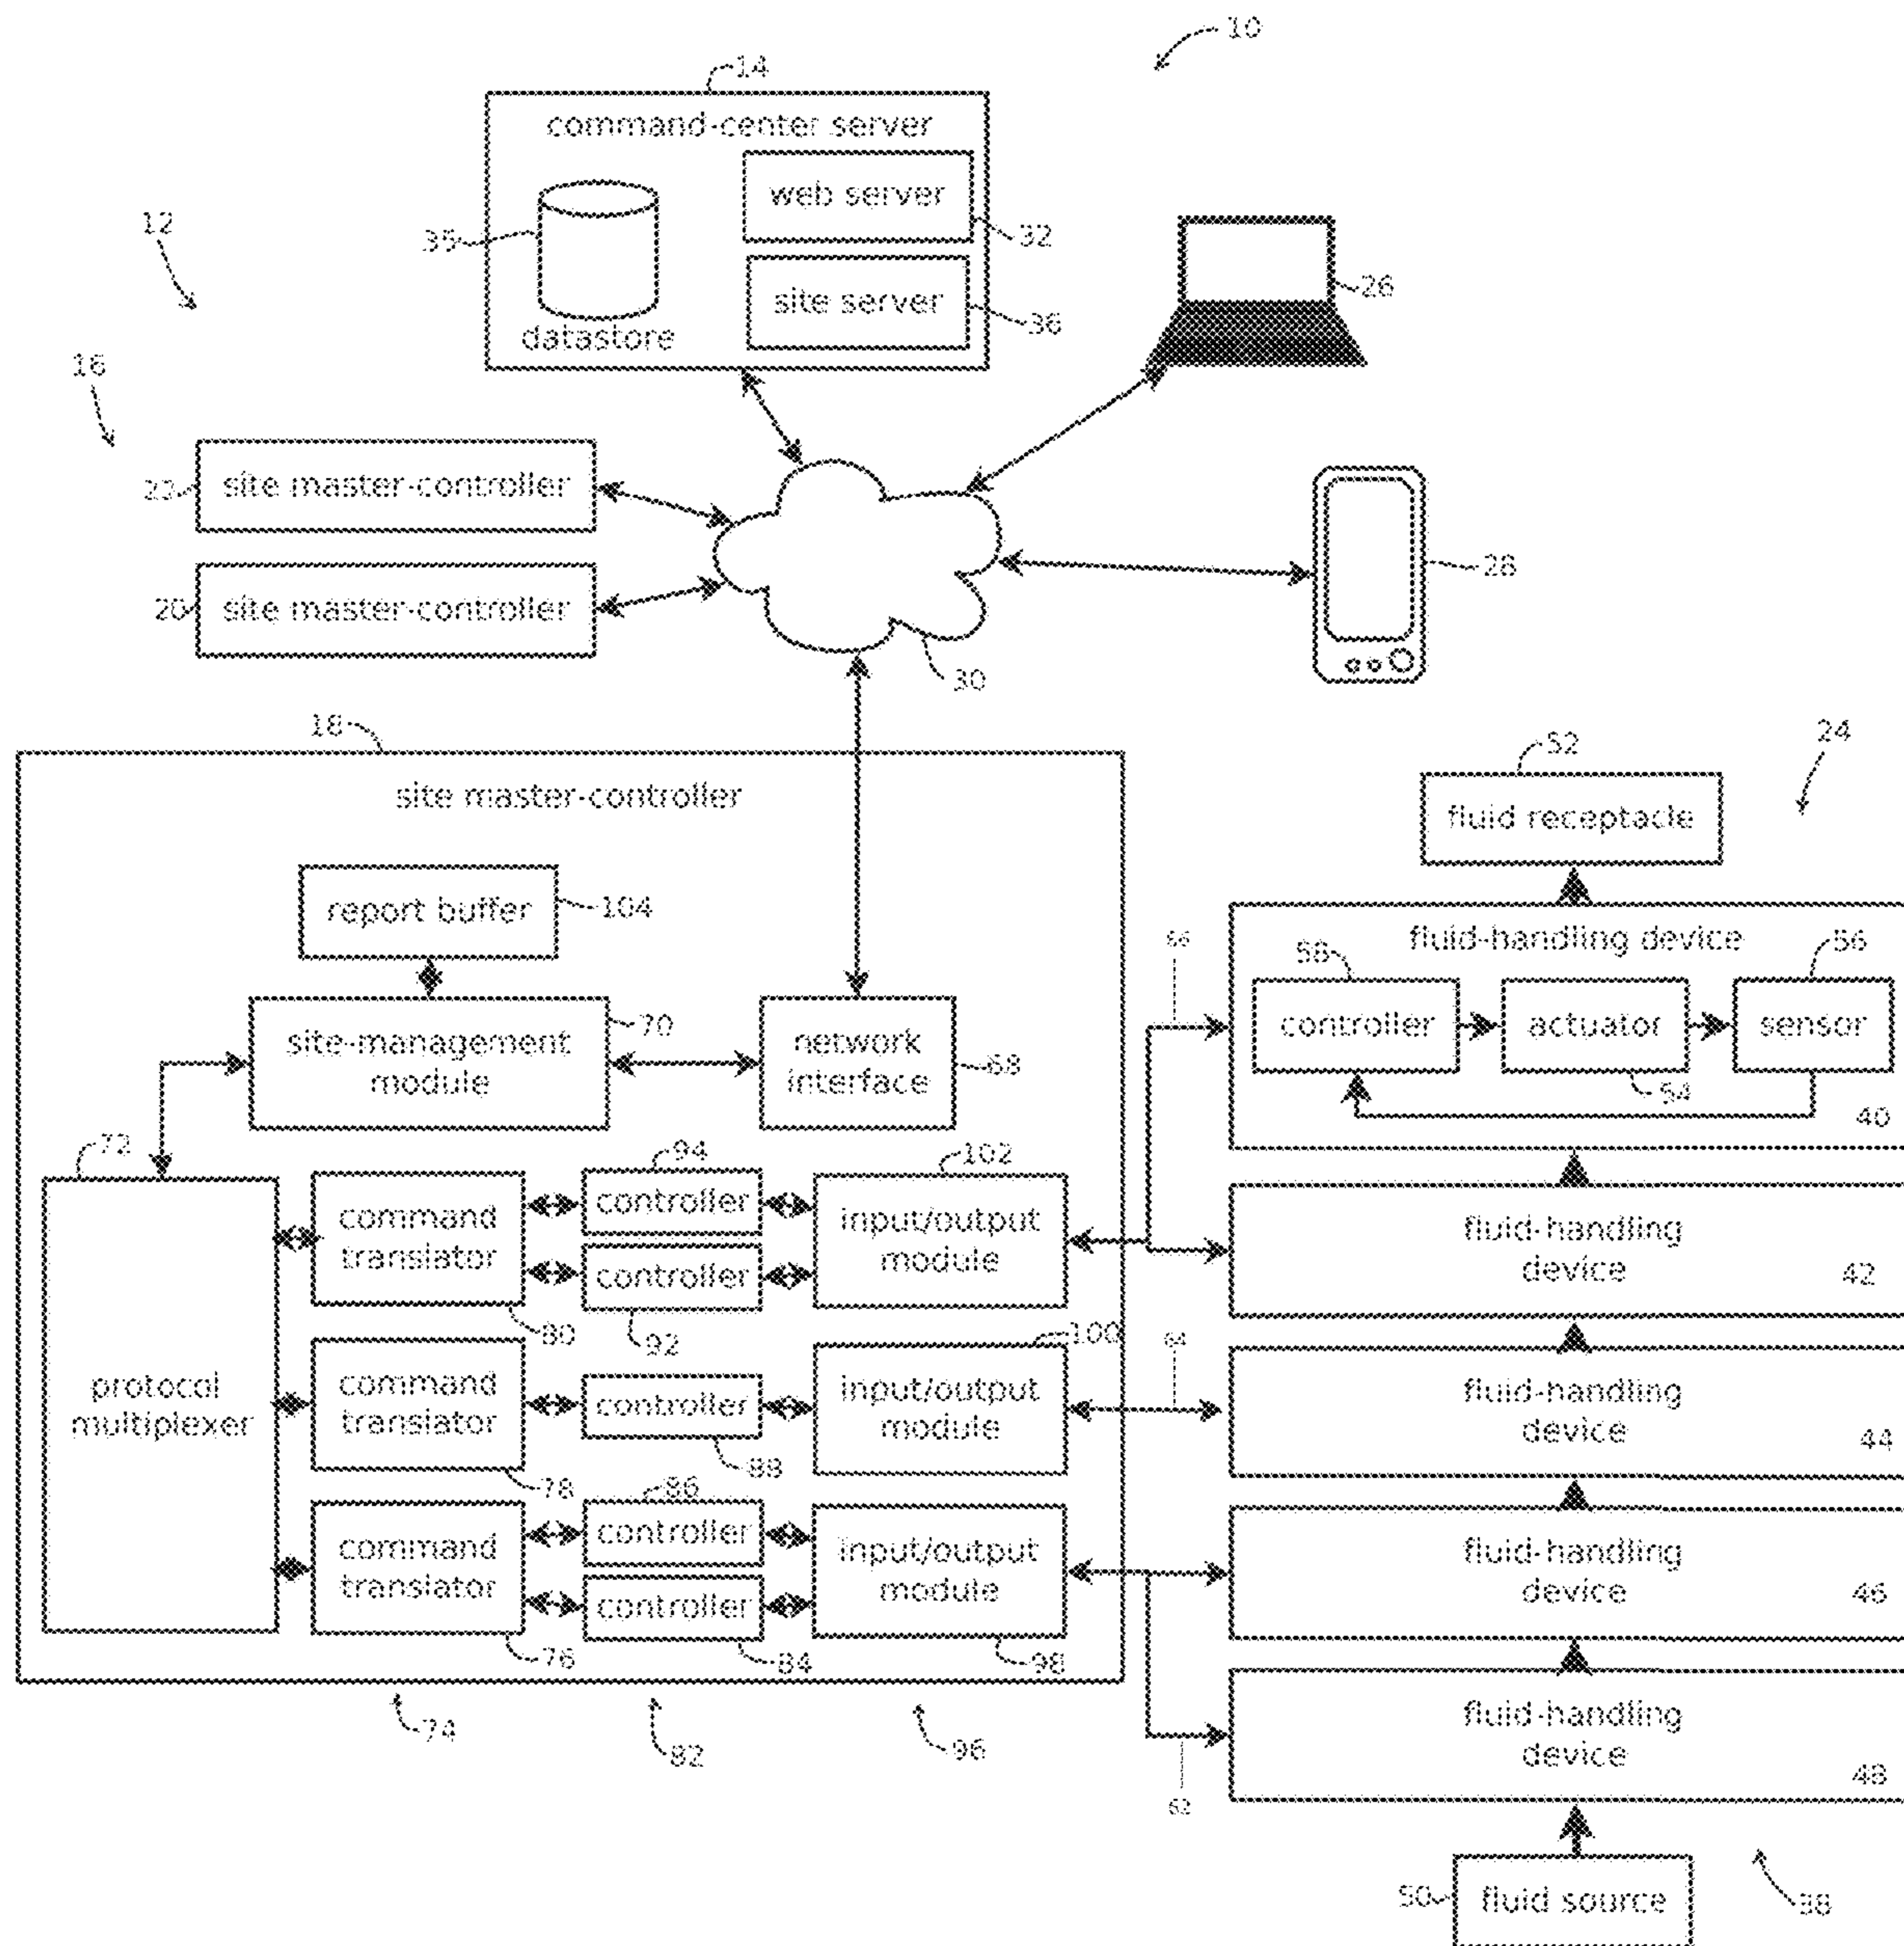 10
14
command-center server
web server
12
35
32
site server
26
36
datastore
16
site master-controller
28
20
site master-controller
30
18
52
24
site master-controller
fluid receptacle
report buffer
104
fluid-handling device
56
58
70
controller
actuator
sensor
site-management
module
network
interface
68
54
40
72
94
102
command
translator
controller
input/output
module
fluid-handling
device
controller
42
80
92
100
64
protocol
multiplexer
command
translator
controller
input/output
module
fluid-handling
device
44
88
78
86
command
translator
controller
input/output
module
fluid-handling
device
46
controller
76
84
98
74
82
96
fluid-handling
device
48
62
50
fluid source
38